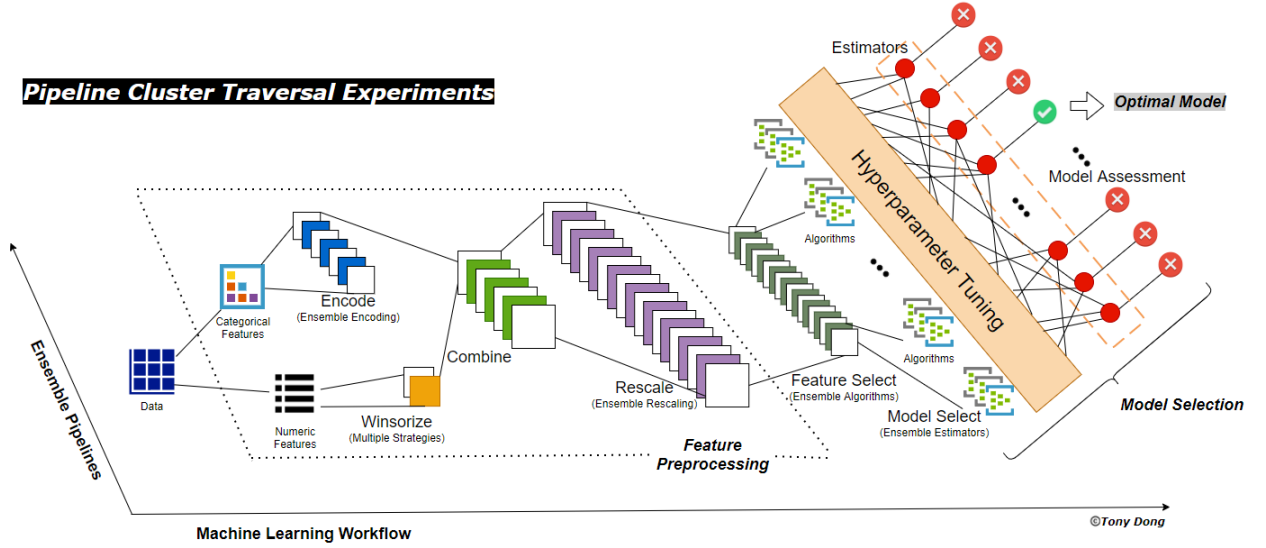 Pipeline Cluster Traversal Experiments
Estimators
Optimal Model
Model Assessment
Hyperparameter Tuning
Algorithms
Categorical
Features
Encode
(Ensemble Encoding)
Combine
Data
Numeric
Features
Winsorize
(Multiple Strategies)
Rescale
(Ensemble Rescaling)
Feature
Preprocessing
Feature Select
(Ensemble Algorithms)
Algorithms
Model Select
(Ensemble Estimators)
Model Selection
Ensemble Pipelines
Machine Learning Workflow
©Tony Dong